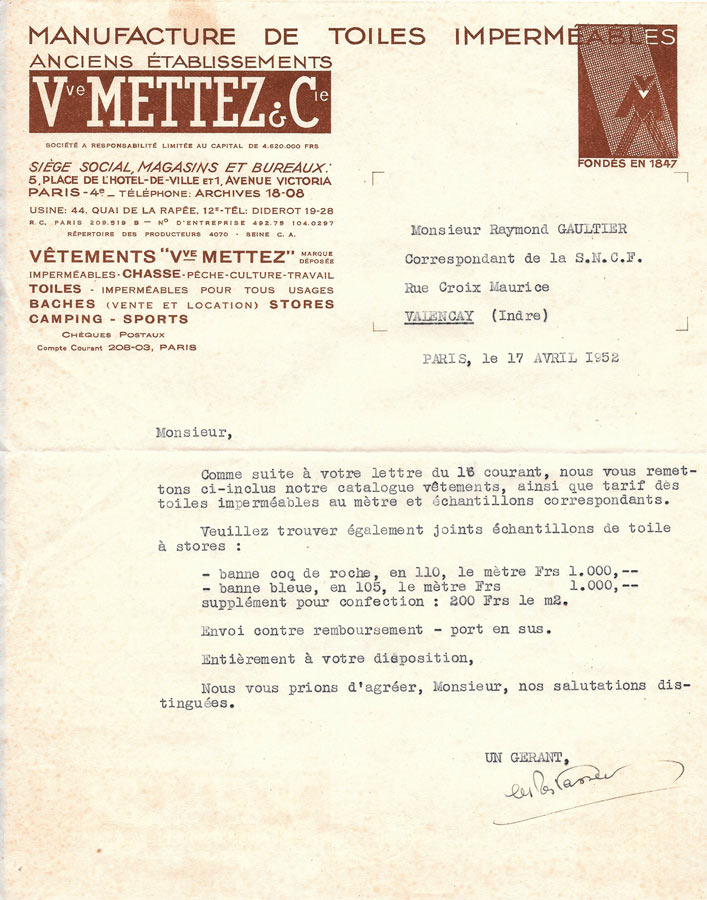 MANUFACTURE DE TOILES IMPERMÉABLES
ANCIENS ÉTABLISSEMENTS
Vve METTEZ & Cie
SOCIÉTÉ A RESPONSABILITÉ LIMITÉE AU CAPITAL DE 4.620.000 FRS
VM
FONDÉS EN 1847
SIÈGE SOCIAL, MAGASINS ET BUREAUX:
5, PLACE DE L'HOTEL-DE-VILLE ET 1, AVENUE VICTORIA
PARIS - 4e _ TÉLÉPHONE: ARCHIVES 18-08
USINE: 44, QUAI DE LA RAPÉE, 12e - TÉL: DIDEROT 19-28
R.C. PARIS 209.519 B - No D'ENTREPRISE 492.75 104.0297
RÉPERTOIRE DES PRODUCTEURS 4070 - SEINE C.A.
VÊTEMENTS "Vve METTEZ" MARQUE DÉPOSÉE
IMPERMÉABLES-CHASSE-PÊCHE-CULTURE-TRAVAIL
TOILES - IMPERMÉABLES POUR TOUS USAGES
BACHES (VENTE ET LOCATION) STORES
CAMPING - SPORTS
CHÈQUES POSTAUX
Compte Courant 208-03, PARIS
Monsieur Raymond GAULTIER
Correspondant de la S.N.C.F.
Rue Croix Maurice
VALENCAY (Indre)
PARIS, le 17 AVRIL 1952
Monsieur,
Comme suite à votre lettre du 16 courant, nous vous remet-
tons ci-inclus notre catalogue vêtements, ainsi que tarif des
toiles imperméables au mètre et échantillons correspondants.
Veuillez trouver également joints échantillons de toile
à stores :
- banne coq de roche, en 110, le mètre Frs 1.000,--
- banne bleue, en 105, le mètre Frs 1.000,--
supplément pour confection : 200 Frs le m2.
Envoi contre remboursement - port en sus.
Entièrement à votre disposition,
Nous vous prions d'agréer, Monsieur, nos salutations dis-
tinguées.
UN GERANT,